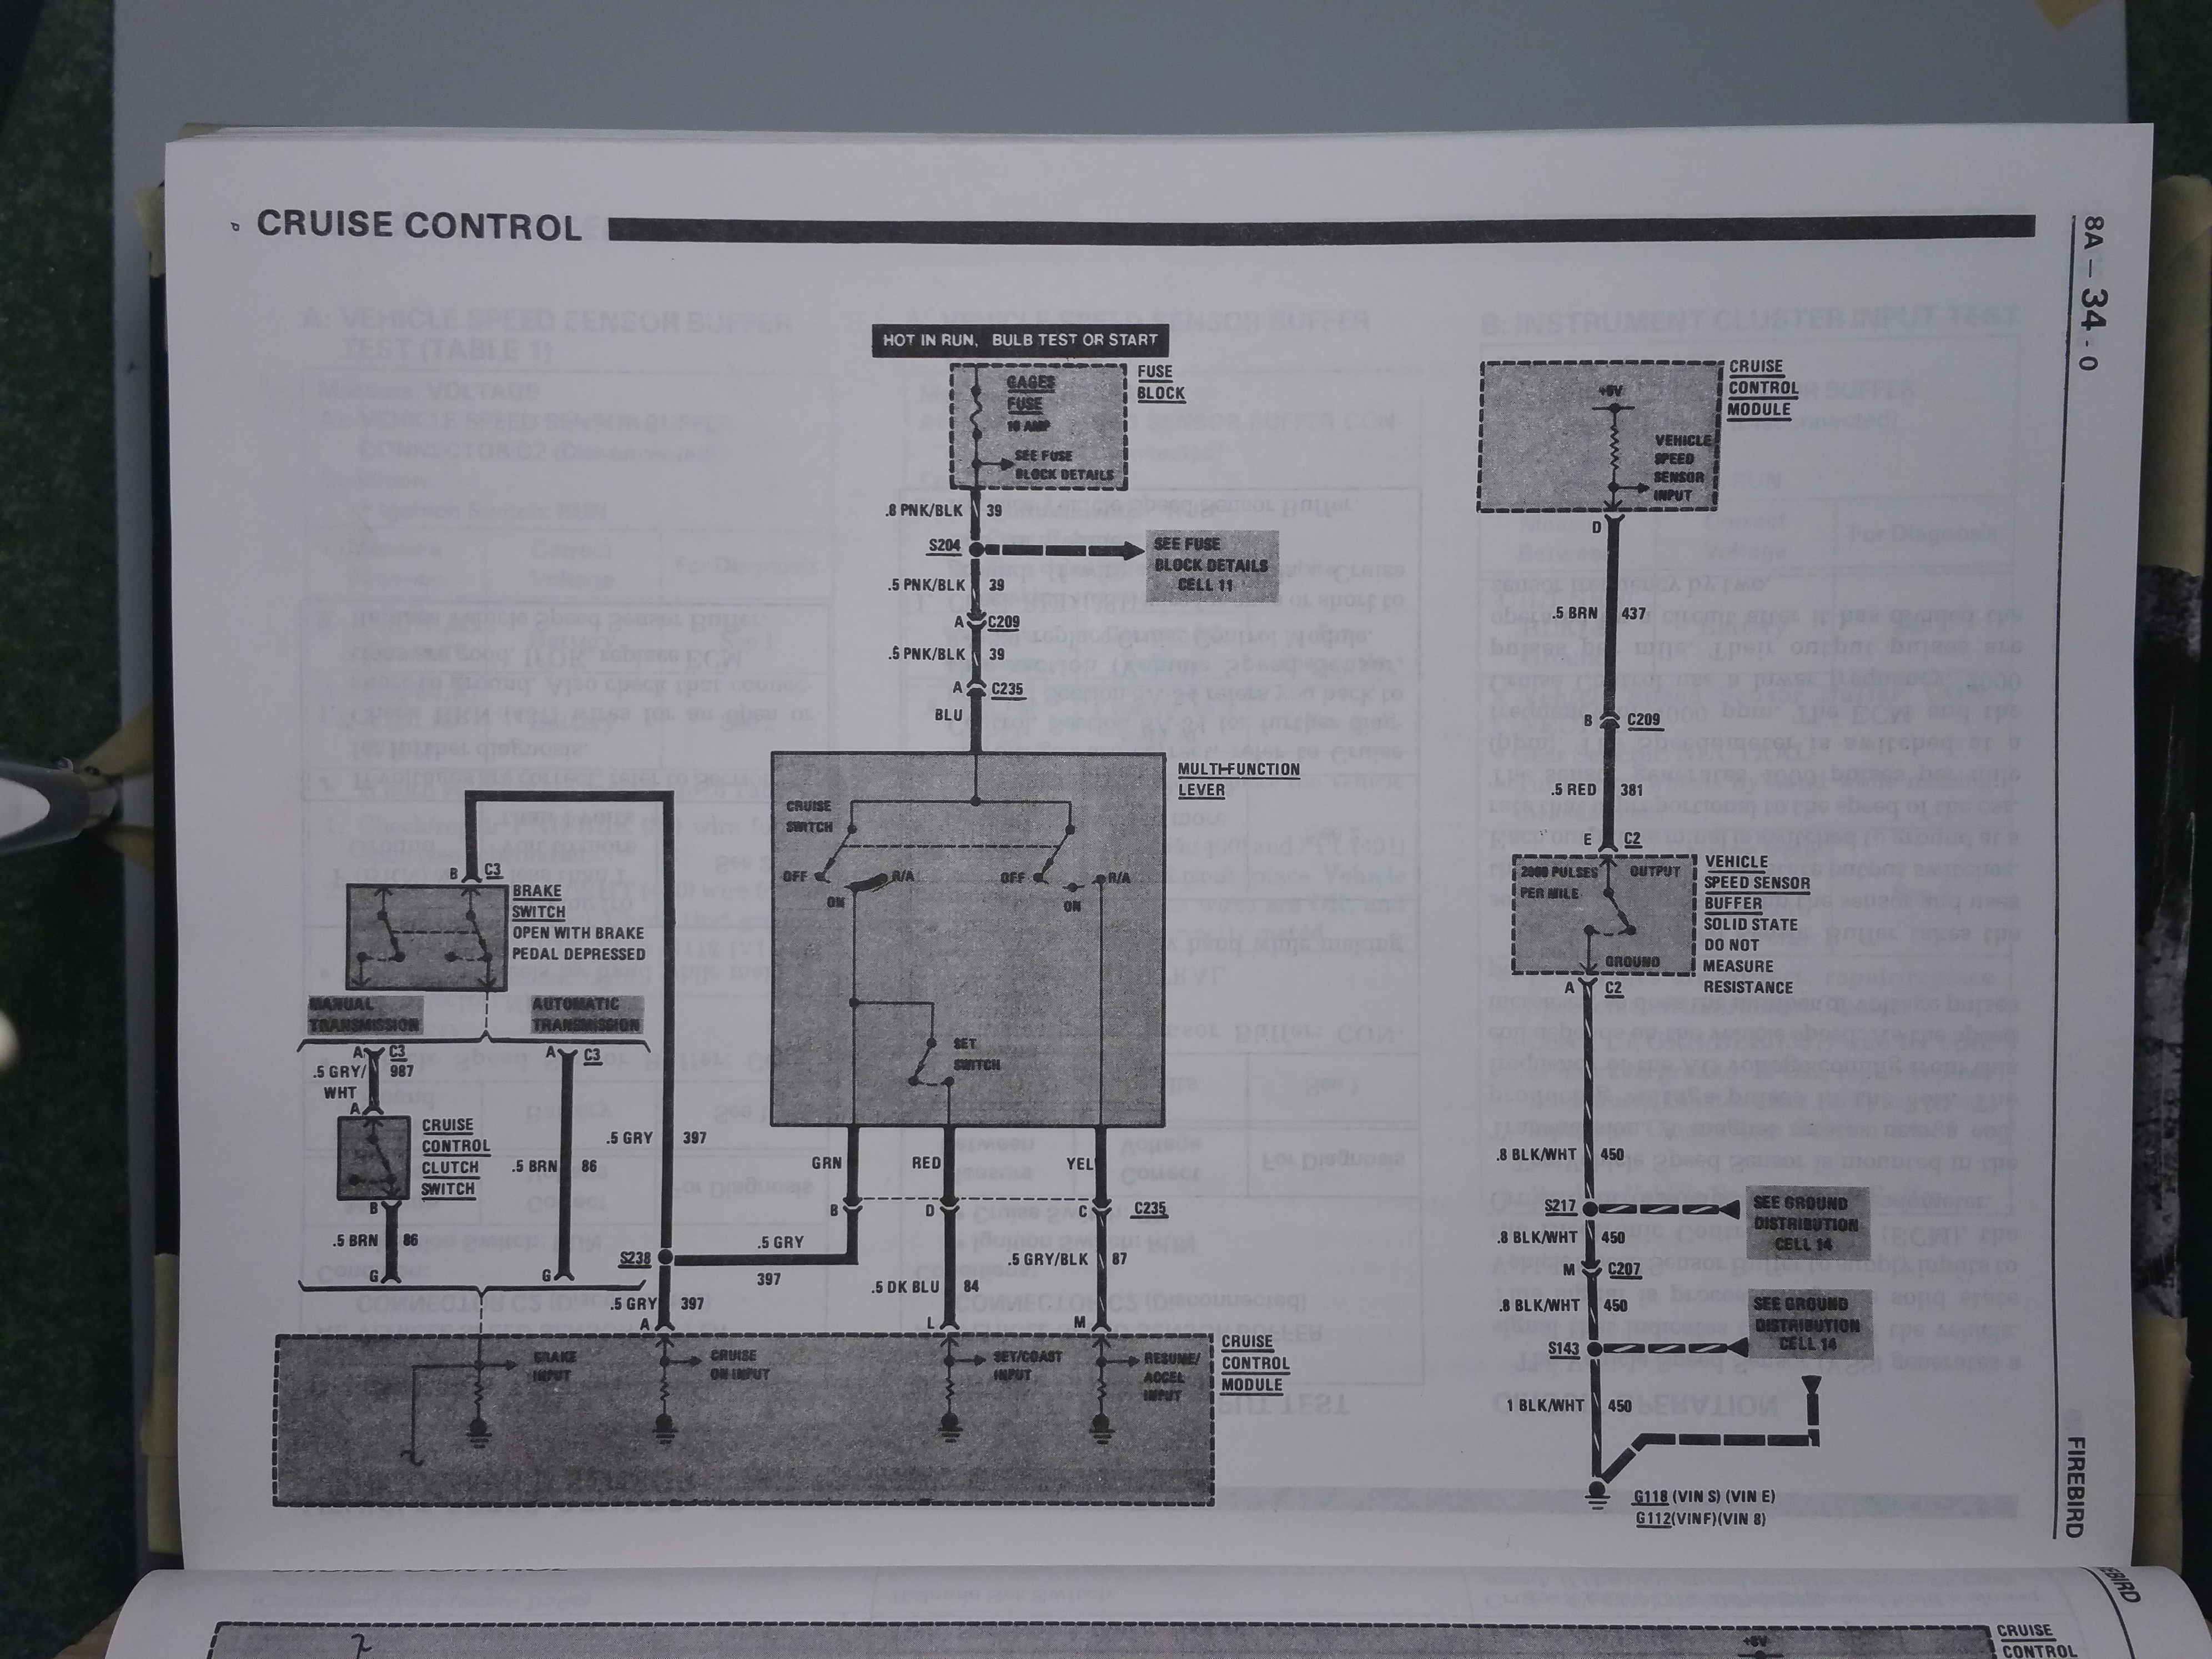 CRUISE CONTROL
8A - 34 - 0
FIREBIRD
HOT IN RUN, BULB TEST OR START
GAGES
FUSE
10 AMP
SEE FUSE
BLOCK DETAILS
FUSE
BLOCK
.8 PNK/BLK 39
S204
SEE FUSE
BLOCK DETAILS
CELL 11
.5 PNK/BLK 39
A C209
.5 PNK/BLK 39
A C235
BLU
MULTI-FUNCTION
LEVER
CRUISE
SWITCH
OFF R/A
ON
OFF R/A
ON
SET
SWITCH
GRN RED YEL
B D C C235
B C3
BRAKE
SWITCH
OPEN WITH BRAKE
PEDAL DEPRESSED
MANUAL
TRANSMISSION
AUTOMATIC
TRANSMISSION
A C3
.5 GRY/
WHT
987
A
CRUISE
CONTROL
CLUTCH
SWITCH
B
.5 BRN 86
G
A C3
.5 BRN 86
G
.5 GRY 397
S238
.5 GRY
397
.5 GRY 397
A
.5 DK BLU 84
L
.5 GRY/BLK 87
M
BRAKE
INPUT
CRUISE
ON INPUT
SET/COAST
INPUT
RESUME/
ACCEL
INPUT
CRUISE
CONTROL
MODULE
CRUISE
CONTROL
MODULE
VEHICLE
SPEED
SENSOR
INPUT
D
.5 BRN 437
B C209
.5 RED 381
E C2
2000 PULSES
PER MILE
OUTPUT
GROUND
VEHICLE
SPEED SENSOR
BUFFER
SOLID STATE
DO NOT
MEASURE
RESISTANCE
A C2
.8 BLK/WHT 450
S217
SEE GROUND
DISTRIBUTION
CELL 14
.8 BLK/WHT 450
M C207
.8 BLK/WHT 450
S143
SEE GROUND
DISTRIBUTION
CELL 14
1 BLK/WHT 450
G118 (VIN S) (VIN E)
G112 (VIN F) (VIN 8)
CRUISE
CONTROL